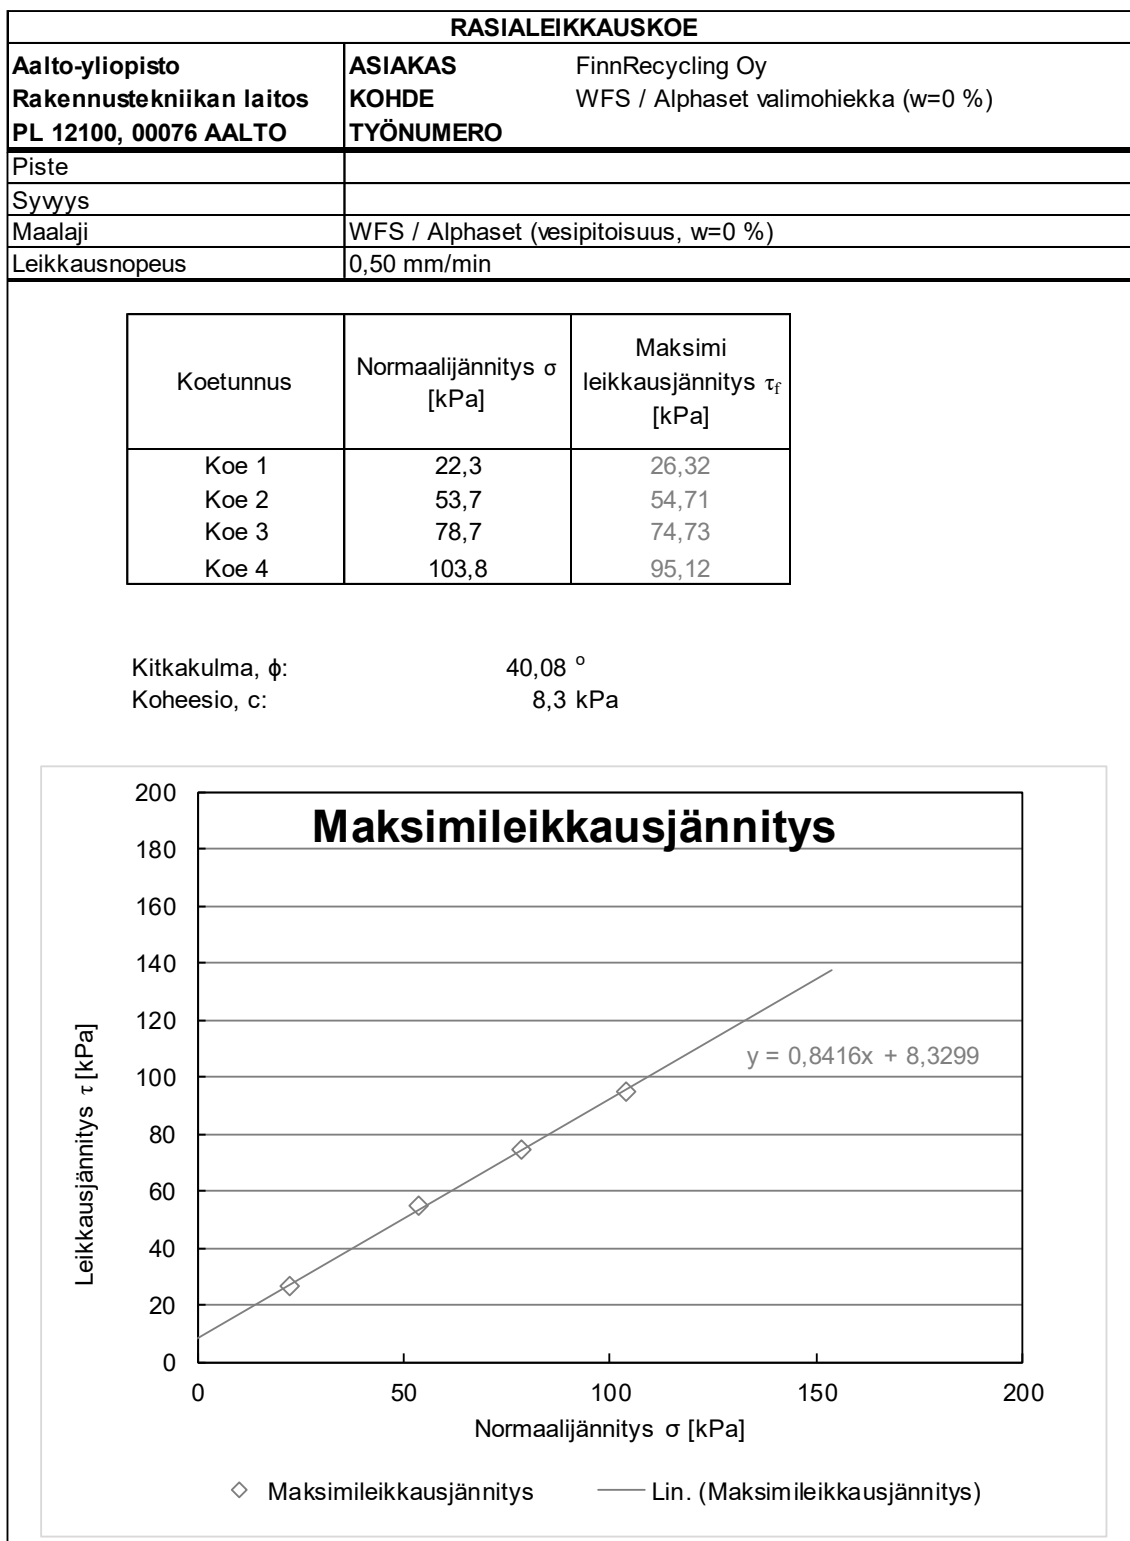 RASIALEIKKAUSKOE
Aalto-yliopisto ASIAKAS FinnRecycling Oy
Rakennustekniikan laitos KOHDE WFS / Alphaset valimohiekka (w=0 %)
PL 12100, 00076 AALTO TYÖNUMERO
Piste
Syvyys
Maalaji WFS / Alphaset (vesipitoisuus, w=0 %)
Leikkausnopeus 0,50 mm/min
Koetunnus Normaalijännitys σ [kPa] Maksimi leikkausjännitys τf [kPa]
Koe 1 22,3 26,32
Koe 2 53,7 54,71
Koe 3 78,7 74,73
Koe 4 103,8 95,12
Kitkakulma, ϕ: 40,08 o
Koheesio, c: 8,3 kPa
Maksimileikkausjännitys
200
180
160
140
120
100
80
60
40
20
0
Leikkausjännitys τ [kPa]
y = 0,8416x + 8,3299
0 50 100 150 200
Normaalijännitys σ [kPa]
Maksimileikkausjännitys Lin. (Maksimileikkausjännitys)